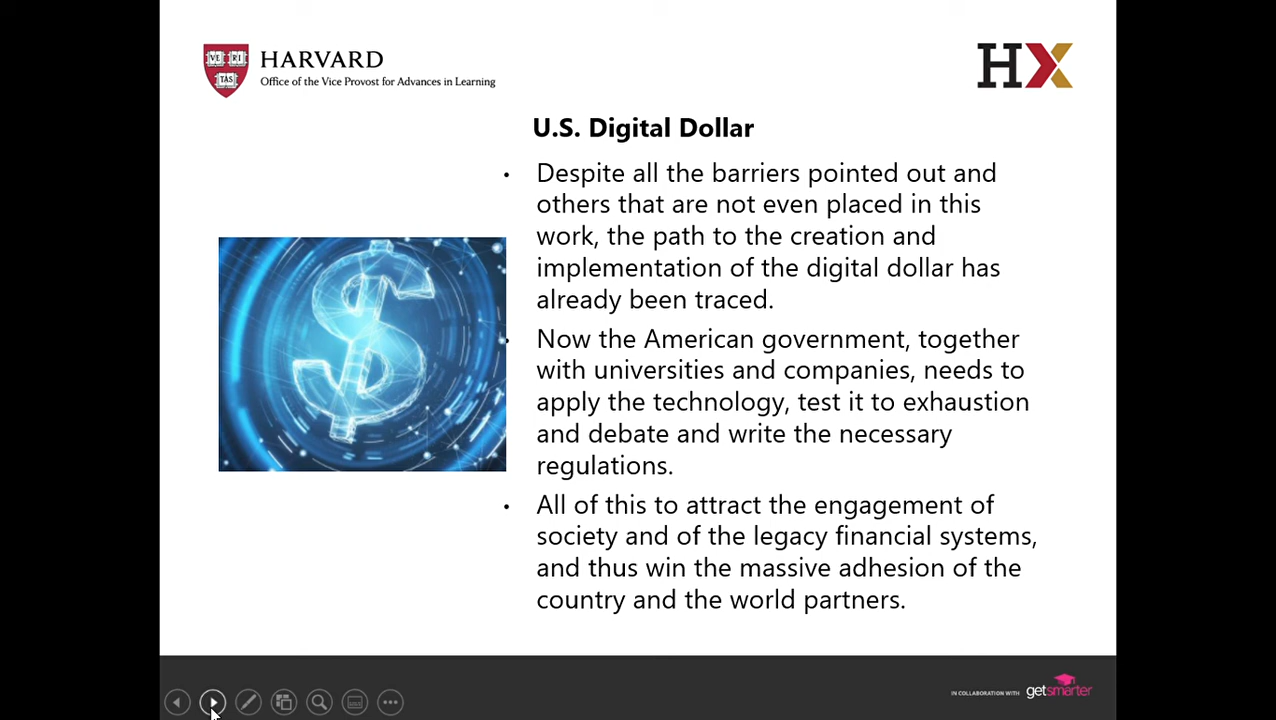 VE RI
TAS
HARVARD
Office of the Vice Provost for Advances in Learning
HX
U.S. Digital Dollar
• Despite all the barriers pointed out and
others that are not even placed in this
work, the path to the creation and
implementation of the digital dollar has
already been traced.
• Now the American government, together
with universities and companies, needs to
apply the technology, test it to exhaustion
and debate and write the necessary
regulations.
• All of this to attract the engagement of
society and of the legacy financial systems,
and thus win the massive adhesion of the
country and the world partners.
IN COLLABORATION WITH getsmarter